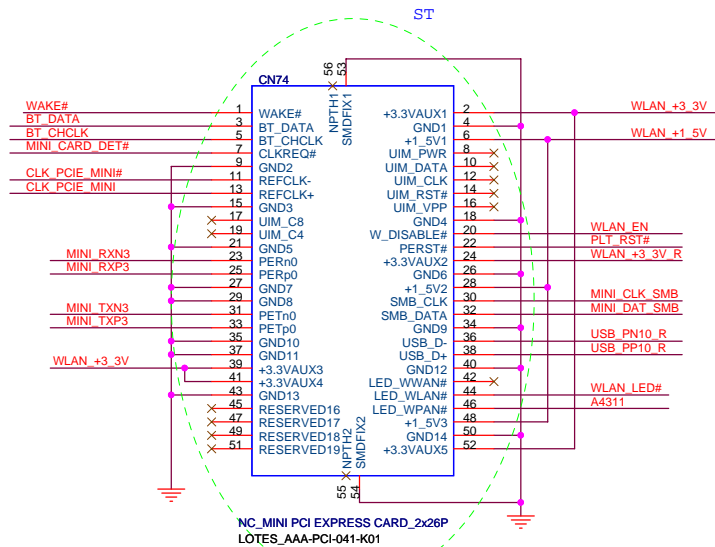 ST
56
53
CN74
NPTH1
SMDFIX1
WAKE# 1 WAKE# +3.3VAUX1 2 WLAN_+3_3V
BT_DATA 3 BT_DATA GND1 4
BT_CHCLK 5 BT_CHCLK +1_5V1 6 WLAN_+1_5V
MINI_CARD_DET# 7 CLKREQ# UIM_PWR 8
9 GND2 UIM_DATA 10
CLK_PCIE_MINI# 11 REFCLK- UIM_CLK 12
CLK_PCIE_MINI 13 REFCLK+ UIM_RST# 14
15 GND3 UIM_VPP 16
17 UIM_C8 GND4 18
19 UIM_C4 W_DISABLE# 20 WLAN_EN
21 GND5 PERST# 22 PLT_RST#
MINI_RXN3 23 PERn0 +3.3VAUX2 24 WLAN_+3_3V_R
MINI_RXP3 25 PERp0 GND6 26
27 GND7 +1_5V2 28
29 GND8 SMB_CLK 30 MINI_CLK_SMB
MINI_TXN3 31 PETn0 SMB_DATA 32 MINI_DAT_SMB
MINI_TXP3 33 PETp0 GND9 34
35 GND10 USB_D- 36 USB_PN10_R
37 GND11 USB_D+ 38 USB_PP10_R
WLAN_+3_3V 39 +3.3VAUX3 GND12 40
41 +3.3VAUX4 LED_WWAN# 42
43 GND13 LED_WLAN# 44 WLAN_LED#
45 RESERVED16 LED_WPAN# 46 A4311
47 RESERVED17 +1_5V3 48
49 RESERVED18 GND14 50
51 RESERVED19 +3.3VAUX5 52
NPTH2
SMDFIX2
55
54
NC_MINI PCI EXPRESS CARD_2x26P
LOTES_AAA-PCI-041-K01